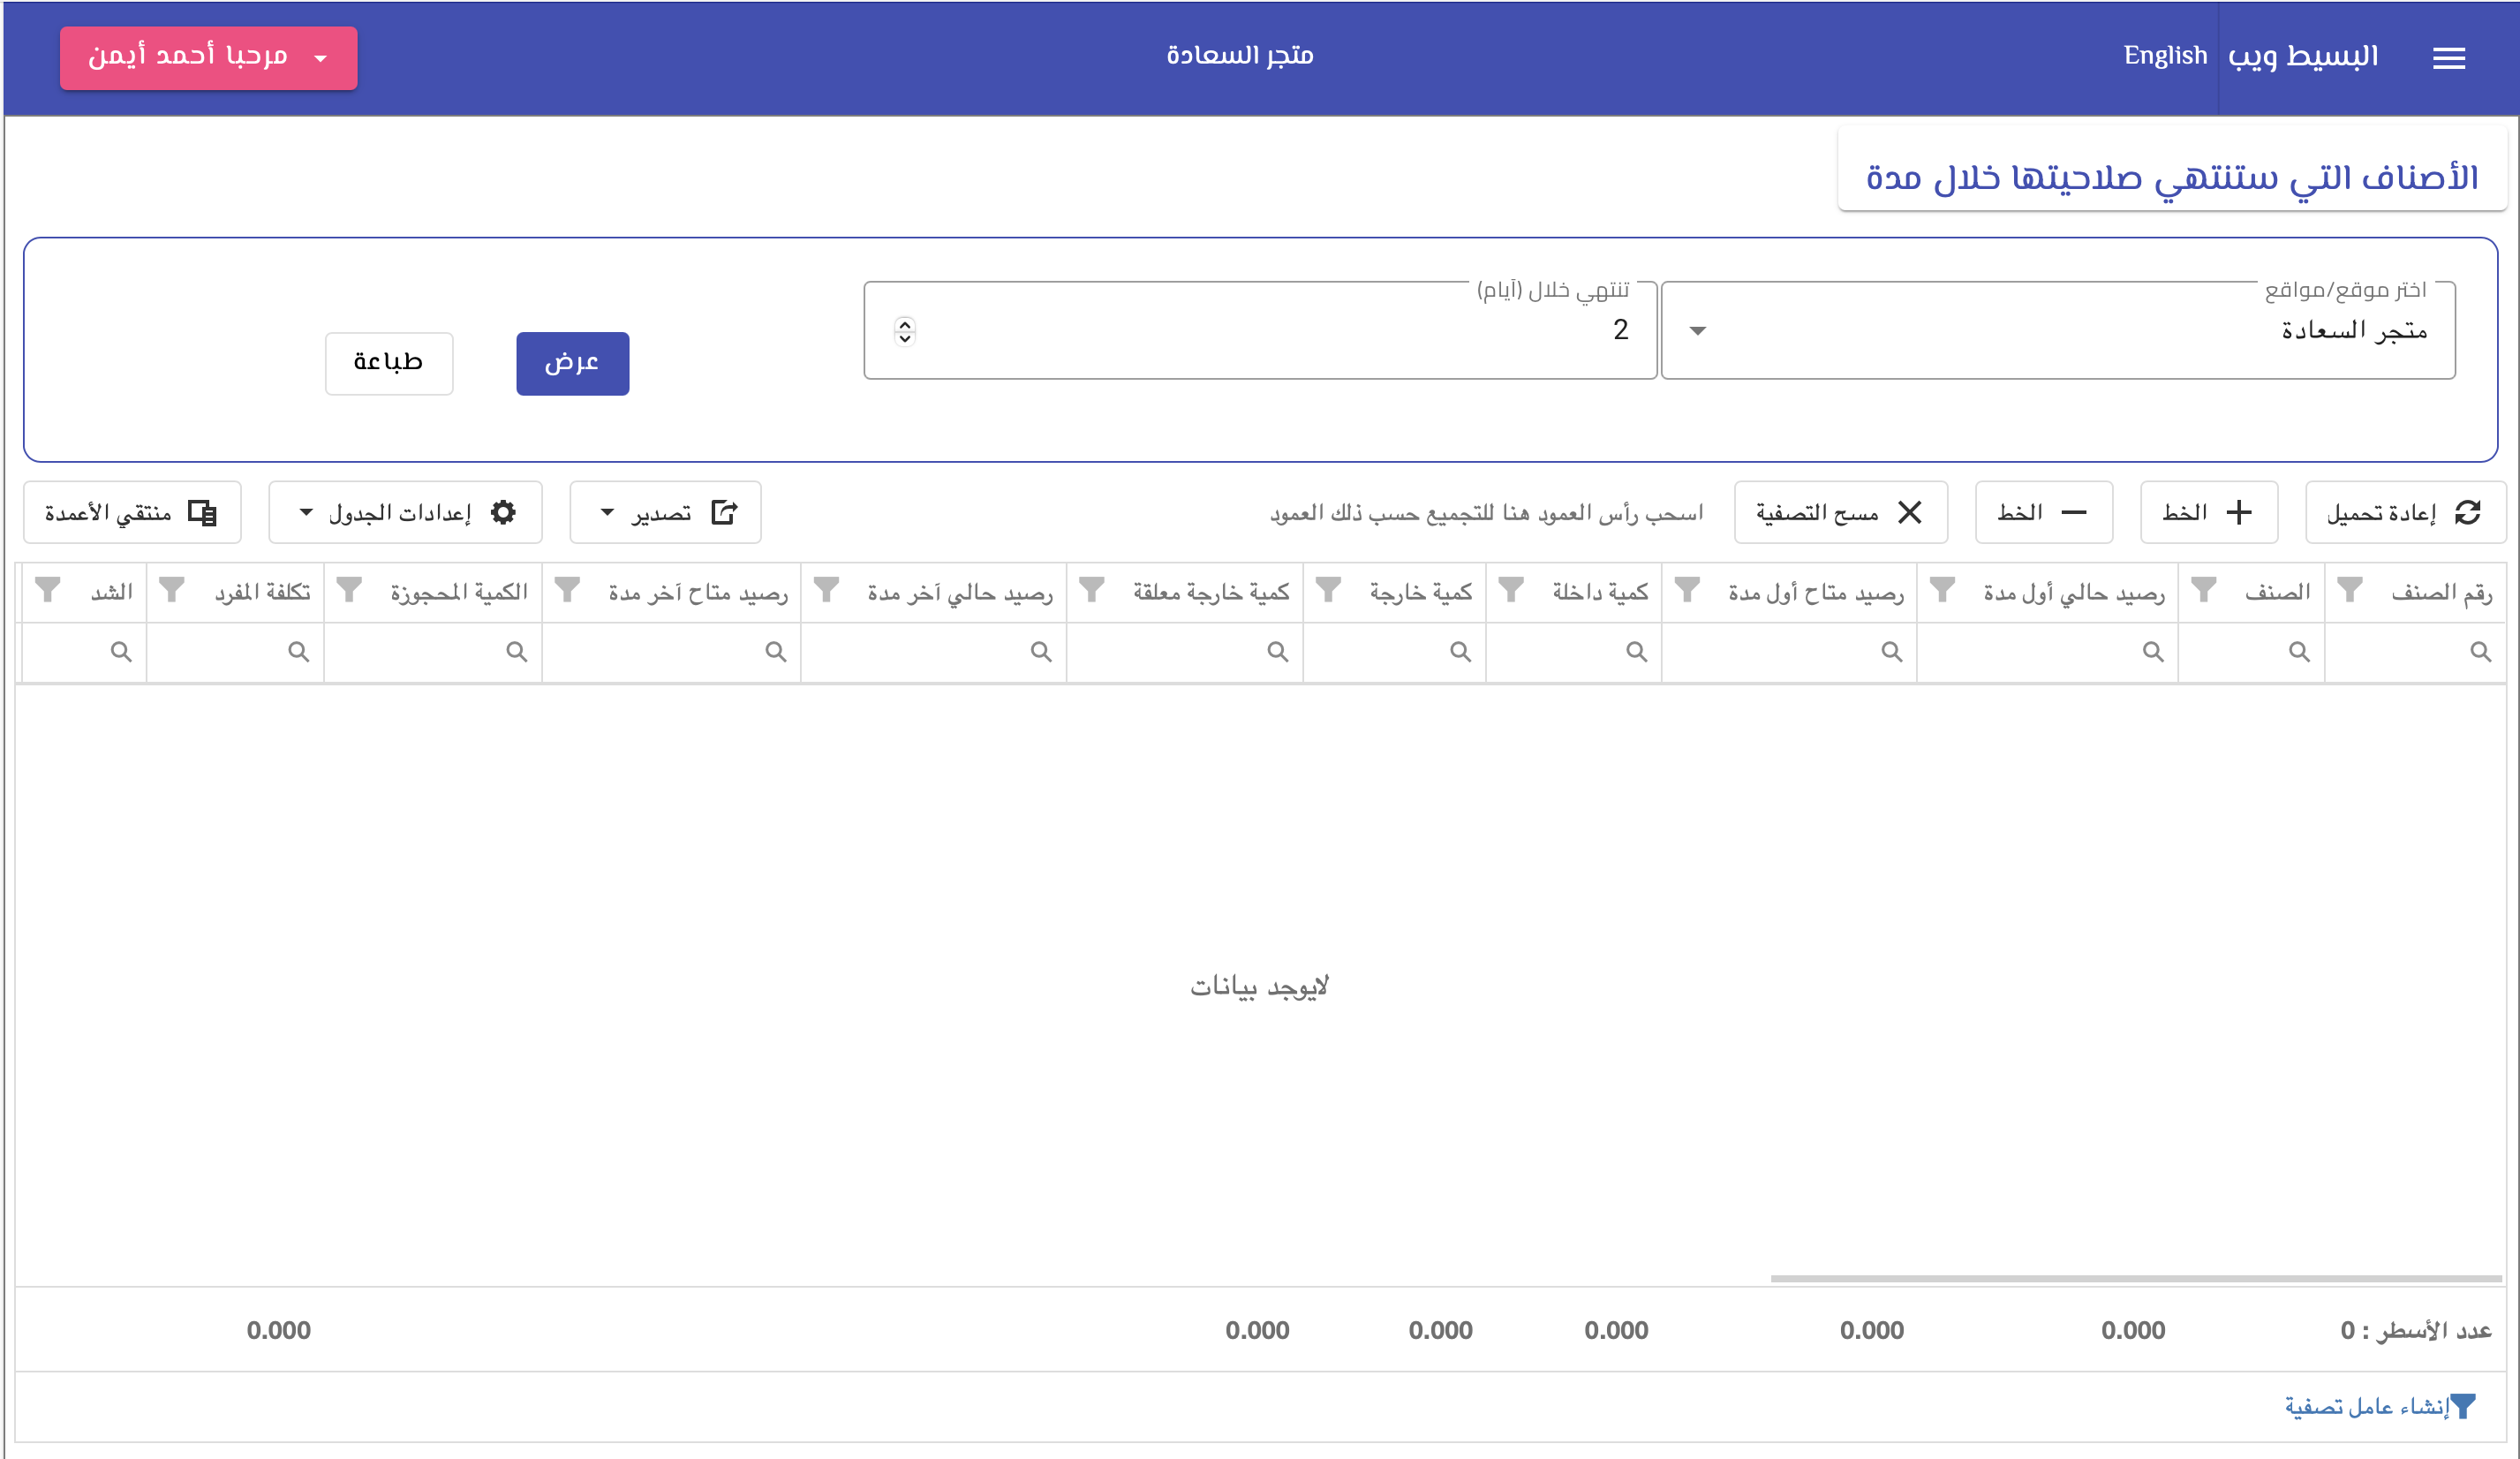 البسيط ويب English متجر السعادة مرحبا أحمد أيمن
الأصناف التي ستنتهي صلاحيتها خلال مدة
اختر موقع/مواقع تنتهي خلال (أيام)
متجر السعادة 2
عرض طباعة
إعادة تحميل الخط الخط مسح التصفية اسحب رأس العمود هنا للتجميع حسب ذلك العمود تصدير إعدادات الجدول منتقي الأعمدة
رقم الصنف الصنف رصيد حالي أول مدة رصيد متاح أول مدة كمية داخلة كمية خارجة كمية خارجة معلقة رصيد حالي آخر مدة رصيد متاح آخر مدة الكمية المحجوزة تكلفة المفرد الشد
لايوجد بيانات
عدد الأسطر : 0 0.000 0.000 0.000 0.000 0.000 0.000
إنشاء عامل تصفية